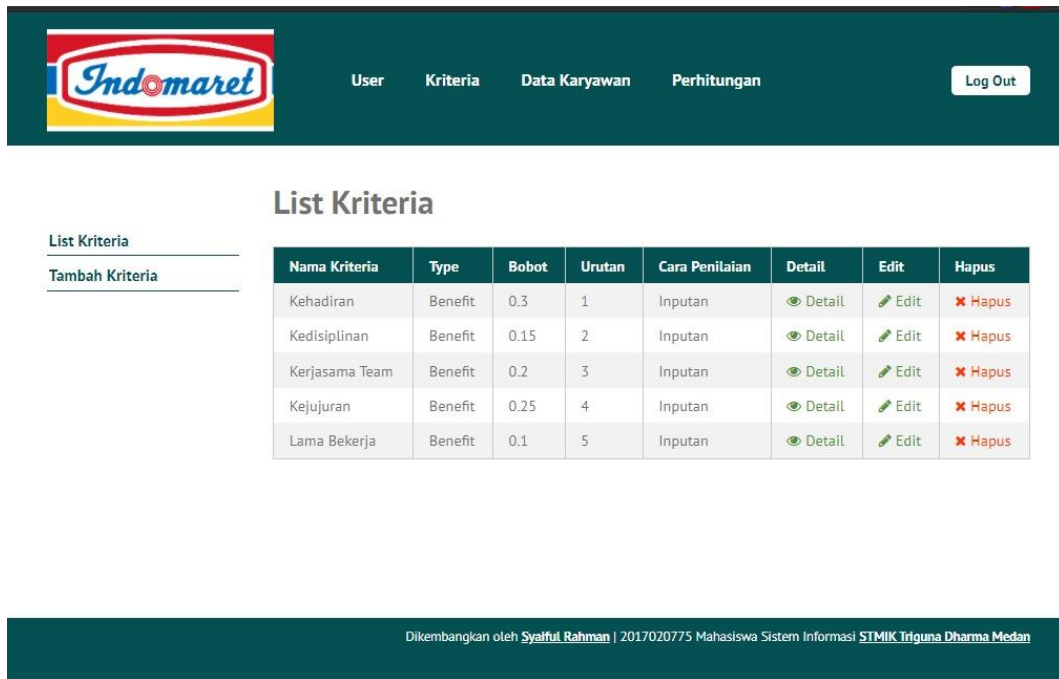 Indomaret
User Kriteria Data Karyawan Perhitungan Log Out
List Kriteria
List Kriteria
Tambah Kriteria
Nama Kriteria Type Bobot Urutan Cara Penilaian Detail Edit Hapus
Kehadiran Benefit 0.3 1 Inputan Detail Edit Hapus
Kedisiplinan Benefit 0.15 2 Inputan Detail Edit Hapus
Kerjasama Team Benefit 0.2 3 Inputan Detail Edit Hapus
Kejujuran Benefit 0.25 4 Inputan Detail Edit Hapus
Lama Bekerja Benefit 0.1 5 Inputan Detail Edit Hapus
Dikembangkan oleh Syaiful Rahman | 2017020775 Mahasiswa Sistem Informasi STMIK Triguna Dharma Medan